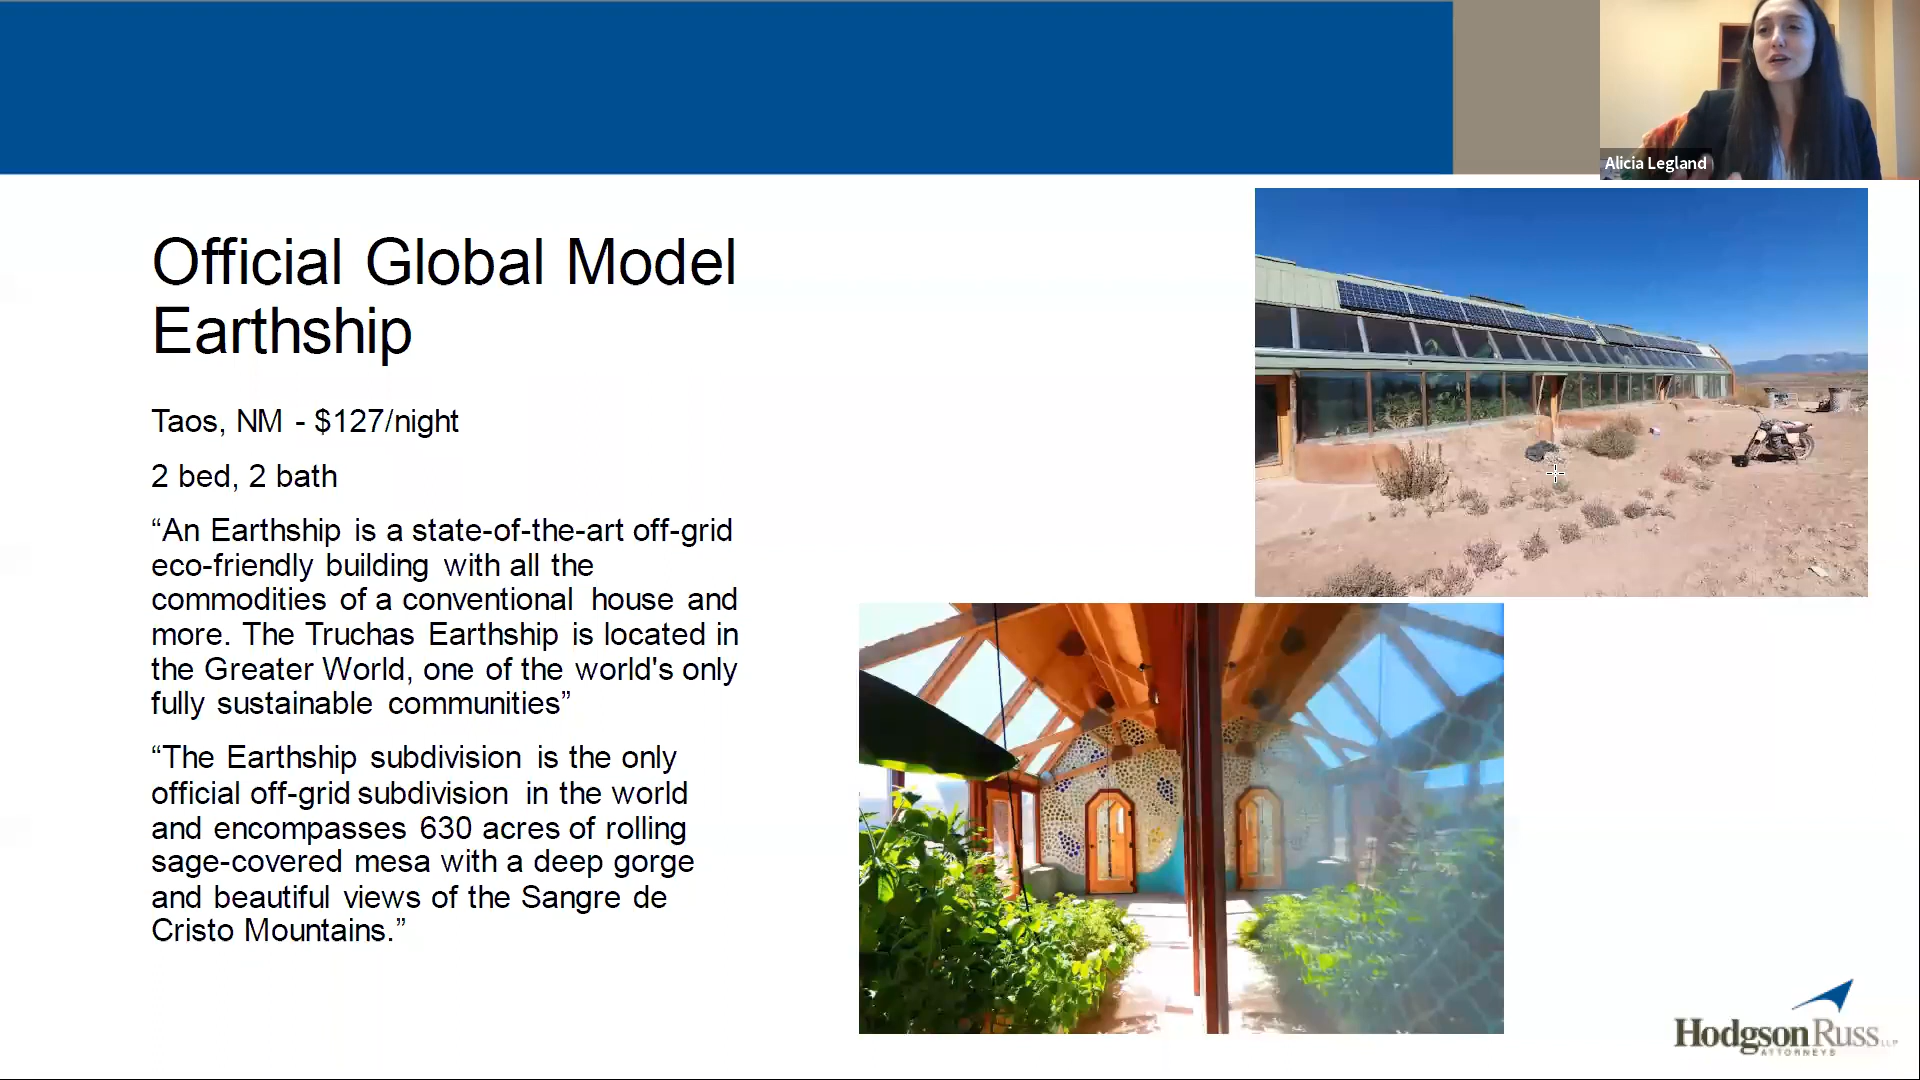 Alicia Legland
Official Global Model
Earthship
Taos, NM - $127/night
2 bed, 2 bath
“An Earthship is a state-of-the-art off-grid
eco-friendly building with all the
commodities of a conventional house and
more. The Truchas Earthship is located in
the Greater World, one of the world's only
fully sustainable communities”
“The Earthship subdivision is the only
official off-grid subdivision in the world
and encompasses 630 acres of rolling
sage-covered mesa with a deep gorge
and beautiful views of the Sangre de
Cristo Mountains.”
HodgsonRuss LLP
ATTORNEYS